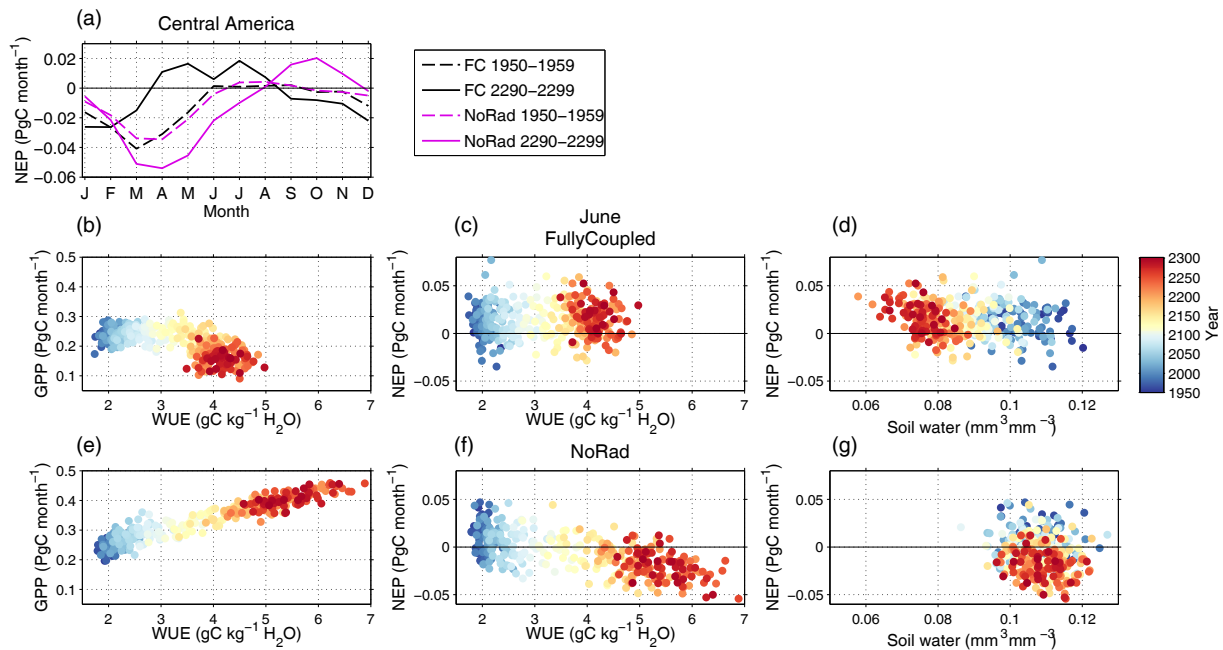 (a)
Central America
NEP (PgC month⁻¹)
0.02
0
−0.02
−0.04
−0.06
J F M A M J J A S O N D
Month
FC 1950−1959
FC 2290−2299
NoRad 1950−1959
NoRad 2290−2299
June
FullyCoupled
(b)
GPP (PgC month⁻¹)
0.5
0.4
0.3
0.2
0.1
2 3 4 5 6 7
WUE (gC kg⁻¹ H₂O)
(c)
NEP (PgC month⁻¹)
0.05
0
−0.05
2 3 4 5 6 7
WUE (gC kg⁻¹ H₂O)
(d)
NEP (PgC month⁻¹)
0.05
0
−0.05
0.06 0.08 0.1 0.12
Soil water (mm³mm⁻³)
2300
2200
2150
2100
2050
2000
1950
Year
(e)
GPP (PgC month⁻¹)
0.5
0.4
0.3
0.2
0.1
2 3 4 5 6 7
WUE (gC kg⁻¹ H₂O)
(f)
NoRad
NEP (PgC month⁻¹)
0.05
0
−0.05
2 3 4 5 6 7
WUE (gC kg⁻¹ H₂O)
(g)
NEP (PgC month⁻¹)
0.05
0
−0.05
0.06 0.08 0.1 0.12
Soil water (mm³mm⁻³)